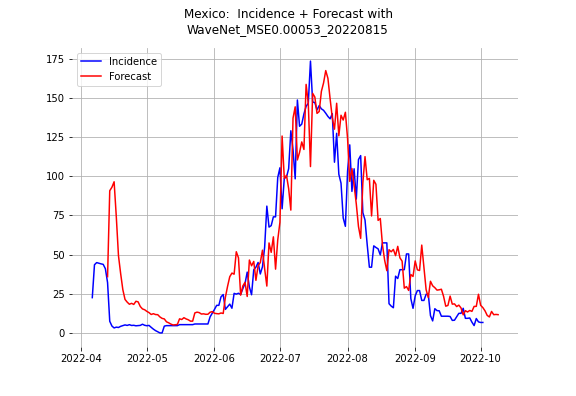 Mexico:  Incidence + Forecast with
WaveNet_MSE0.00053_20220815
Incidence
Forecast
175
150
125
100
75
50
25
0
2022-04 2022-05 2022-06 2022-07 2022-08 2022-09 2022-10